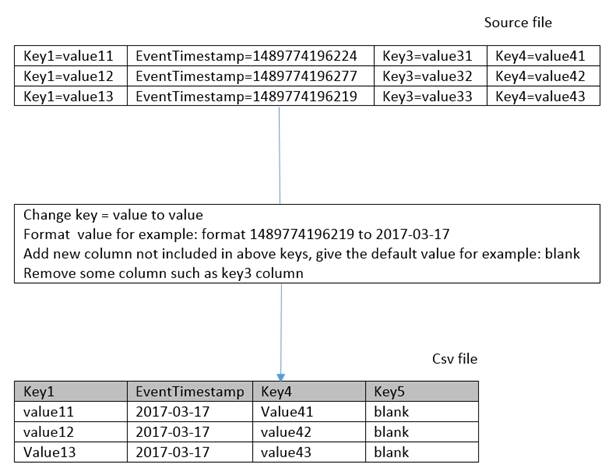 Source file
Key1=value11 EventTimestamp=1489774196224 Key3=value31 Key4=value41
Key1=value12 EventTimestamp=1489774196277 Key3=value32 Key4=value42
Key1=value13 EventTimestamp=1489774196219 Key3=value33 Key4=value43
Change key = value to value
Format value for example: format 1489774196219 to 2017-03-17
Add new column not included in above keys, give the default value for example: blank
Remove some column such as key3 column
Csv file
Key1 EventTimestamp Key4 Key5
value11 2017-03-17 Value41 blank
value12 2017-03-17 value42 blank
Value13 2017-03-17 value43 blank